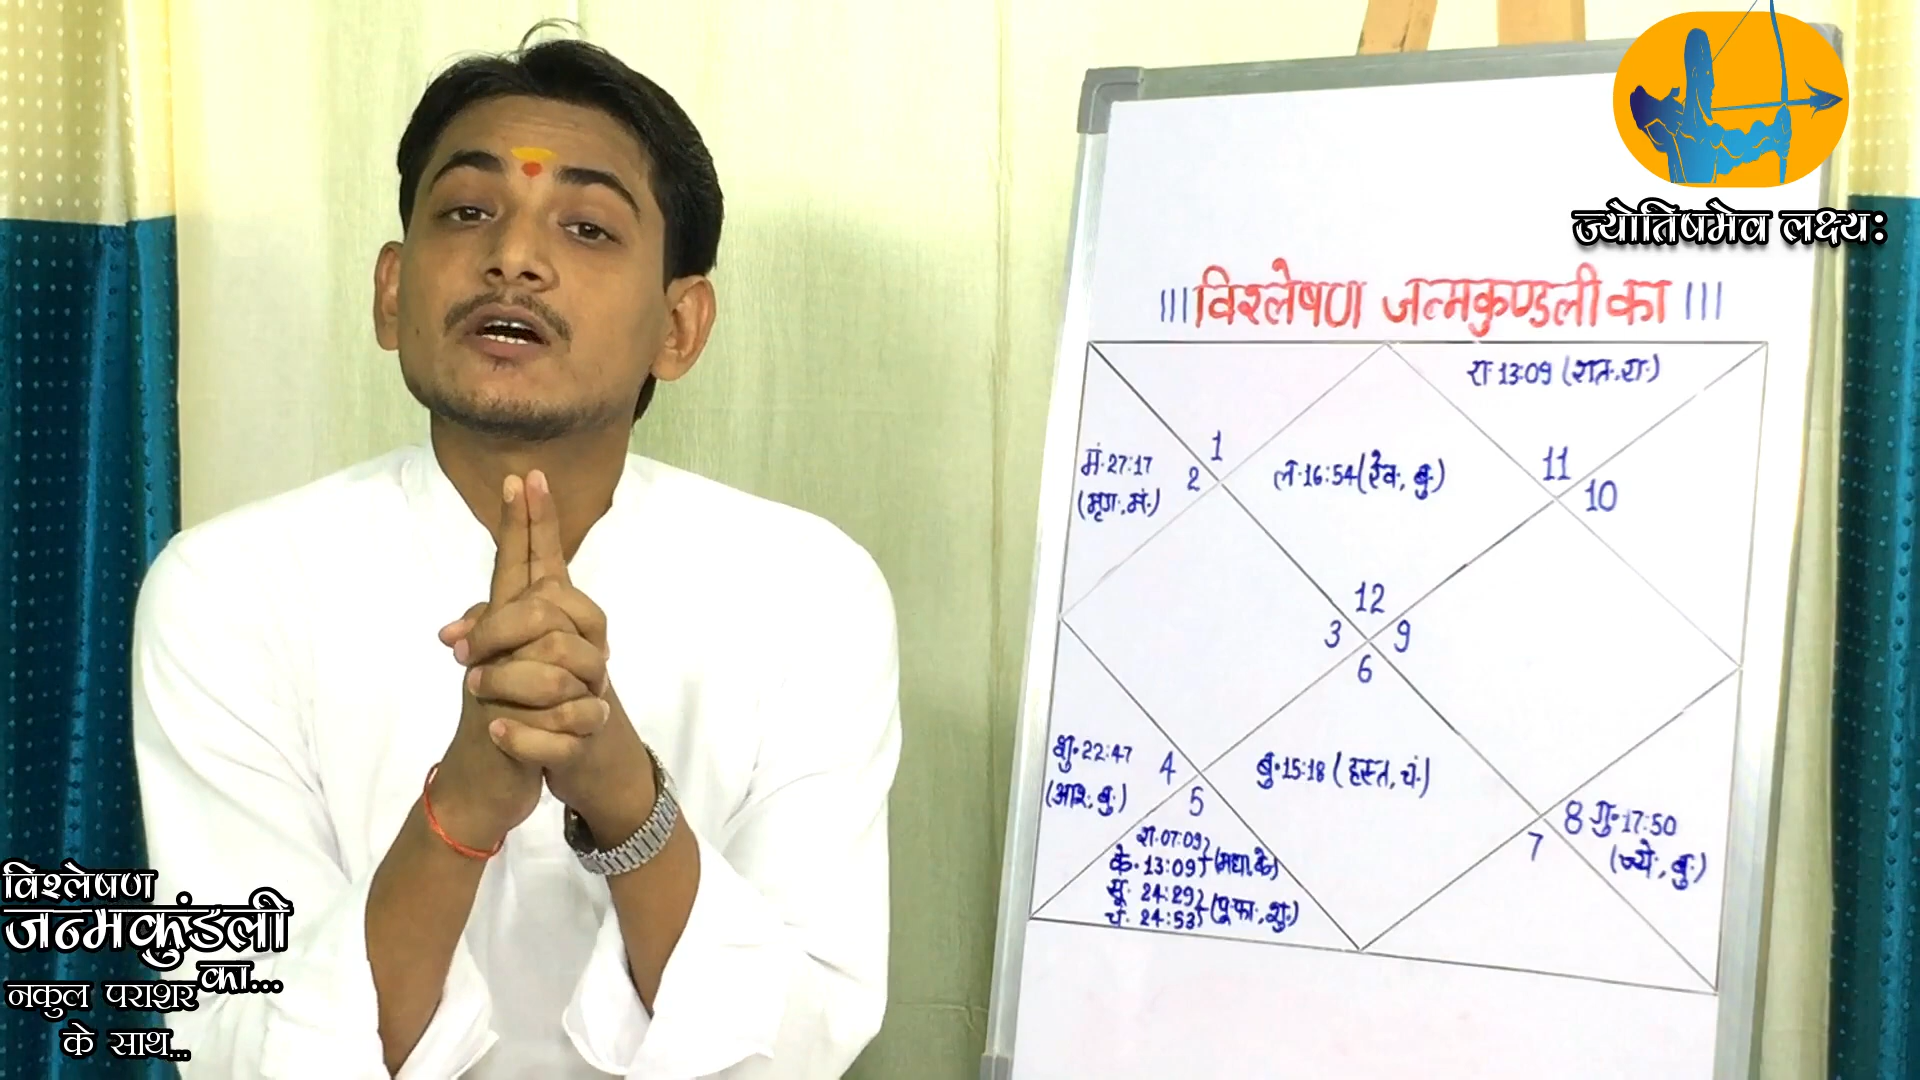 ज्योतिषमेव लक्ष्यः
|||विश्लेषण जन्मकुण्डली का|||
रा॰ 13:09 (शत॰, रा॰)
मं॰ 27:17
(मृग॰, मं॰)
1
2
ल॰ 16:54 (रेव॰, बु॰)
11
10
12
3
9
6
शु॰ 22:47
(आश्ले॰, बु॰)
4
5
बु॰ 15:18 (हस्त, चं॰)
8
गु॰ 17:50
(ज्ये॰, बु॰)
7
श॰ 07:09
के॰ 13:09 } (मघा, के॰)
सू॰ 24:29
चं॰ 24:53 } (पू॰फा॰, शु॰)
विश्लेषण
जन्मकुंडली
का...
नकुल पराशर
के साथ...